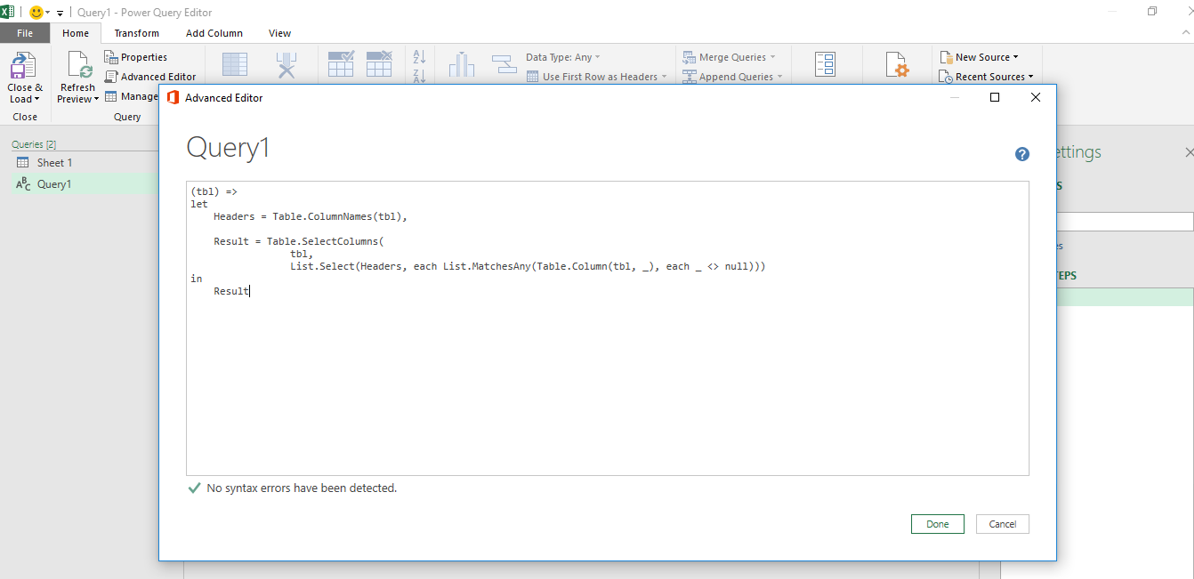 Query1 - Power Query Editor
File Home Transform Add Column View
Close & Load
Refresh Preview
Properties
Advanced Editor
Manage
Data Type: Any
Use First Row as Headers
Merge Queries
Append Queries
New Source
Recent Sources
Close
Query
Queries [2]
Sheet 1
ABC Query1
Advanced Editor
Query1
?
(tbl) =>
let
Headers = Table.ColumnNames(tbl),
Result = Table.SelectColumns(
tbl,
List.Select(Headers, each List.MatchesAny(Table.Column(tbl, _), each _ <> null)))
in
Result
No syntax errors have been detected.
Done Cancel
ettings
S
es
TEPS